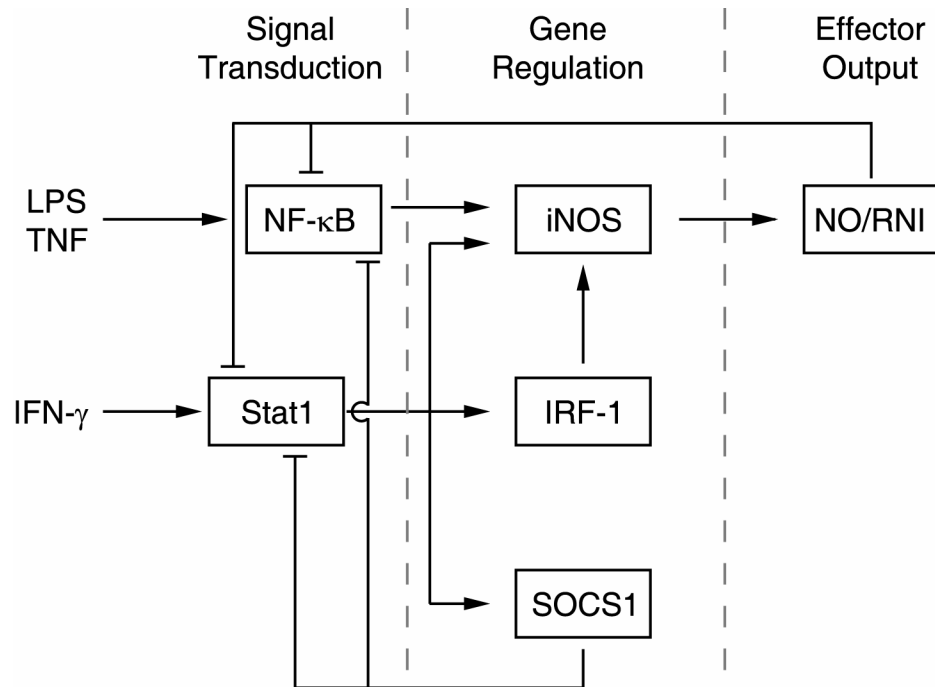 Signal
Transduction
Gene
Regulation
Effector
Output
LPS
TNF
NF-κB
iNOS
NO/RNI
IFN-γ
Stat1
IRF-1
SOCS1